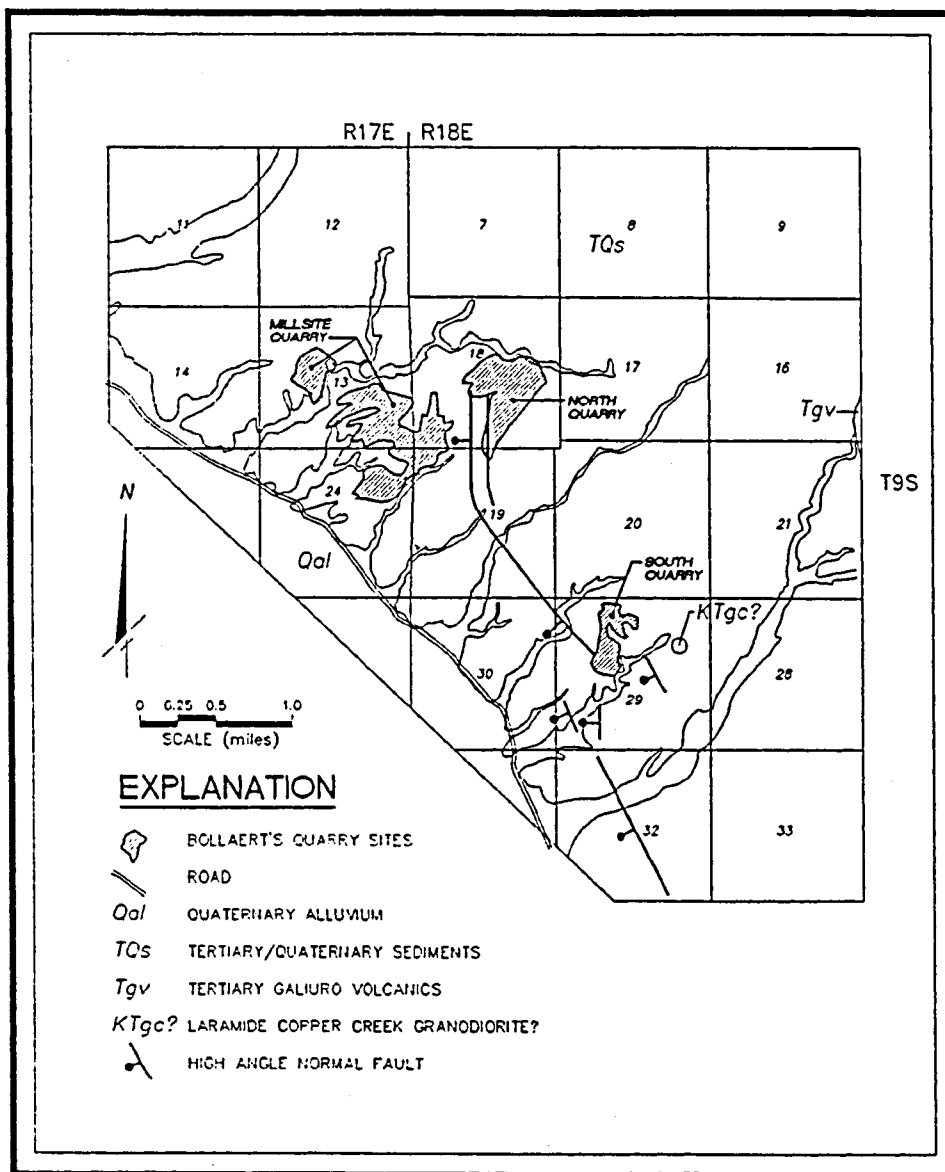 R17E R18E
11 12 7 8 9
TQs
MILLSITE
QUARRY
14 13 18 17 16
NORTH
QUARRY
Tgv
T9S
N
24 19 20 21
Qal
SOUTH
QUARRY
KTgc?
30 29 28
0 0.25 0.5 1.0
SCALE (miles)
32 33
EXPLANATION
BOLLAERT'S QUARRY SITES
ROAD
Qal QUATERNARY ALLUVIUM
TQs TERTIARY/QUATERNARY SEDIMENTS
Tgv TERTIARY GALIURO VOLCANICS
KTgc? LARAMIDE COPPER CREEK GRANODIORITE?
HIGH ANGLE NORMAL FAULT